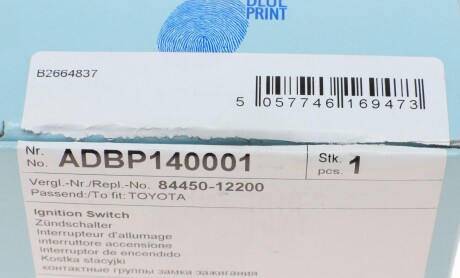 BLUE
PRINT
B2664837
5 057746 169473
Nr.
No. ADBP140001 Stk.
pcs. 1
Vergl.-Nr./Repl.-No. 84450-12200
Passend:/To fit: TOYOTA
Ignition Switch
Zündschalter
Interrupteur d'allumage
interruttore accensione
Interruptor de encendido
Kostka stacyjki
контактные группы замка зажигания